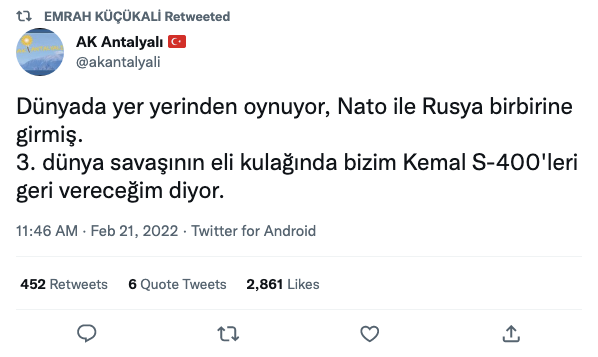 EMRAH KÜÇÜKALİ Retweeted
AK Antalyalı 🇹🇷
@akantalyali
Dünyada yer yerinden oynuyor, Nato ile Rusya birbirine
girmiş.
3. dünya savaşının eli kulağında bizim Kemal S-400'leri
geri vereceğim diyor.
11:46 AM · Feb 21, 2022 · Twitter for Android
452 Retweets 6 Quote Tweets 2,861 Likes